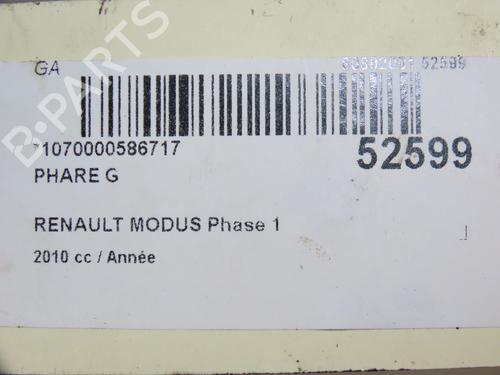 GA
52599
*1070000586717
52599
PHARE G
RENAULT MODUS Phase 1
2010 cc / Année
B-PARTS